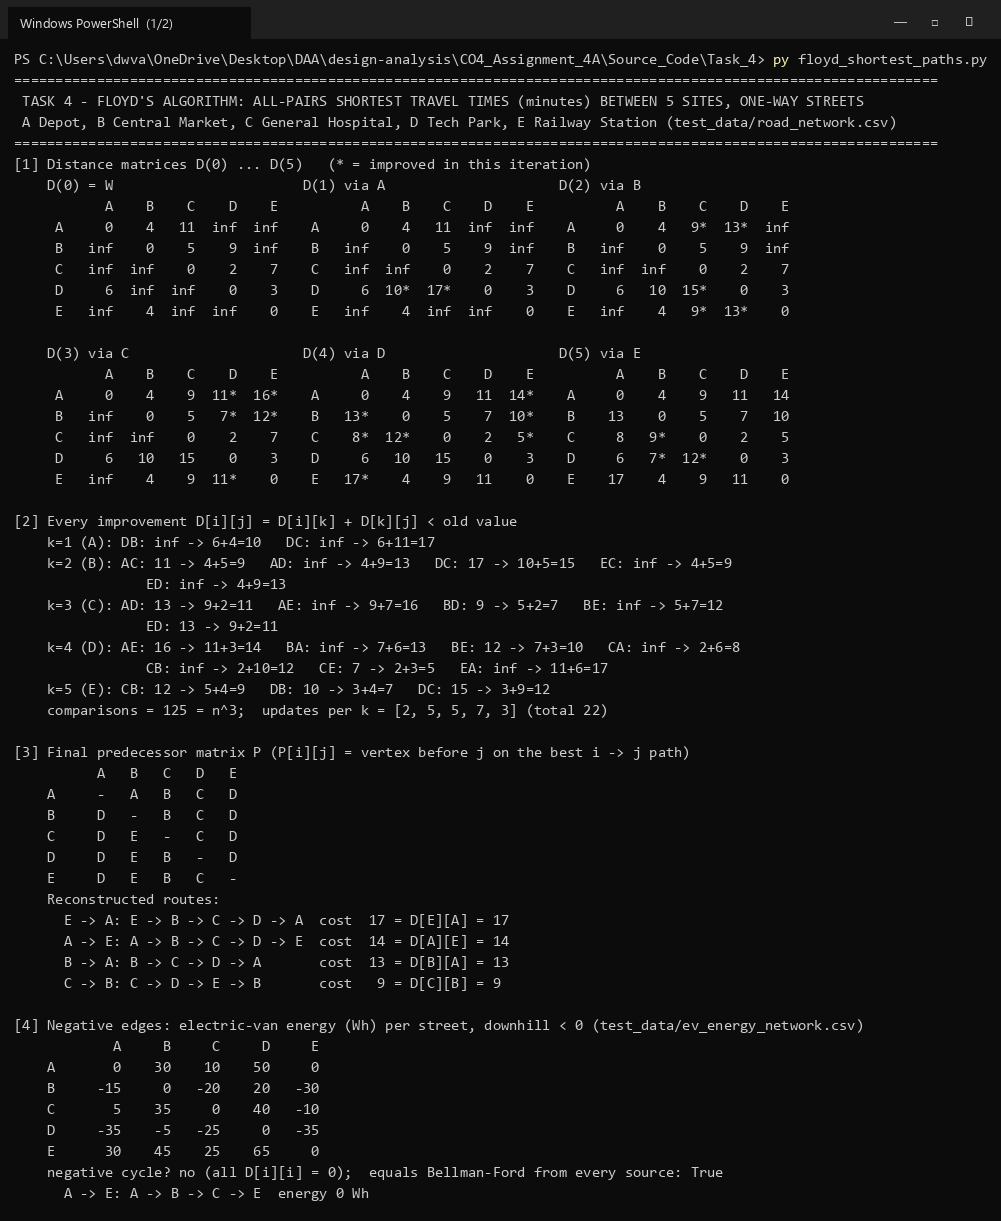 Windows PowerShell (1/2)
PS C:\Users\dwva\OneDrive\Desktop\DAA\design-analysis\CO4_Assignment_4A\Source_Code\Task_4> py floyd_shortest_paths.py
================================================================================================================
 TASK 4 - FLOYD'S ALGORITHM: ALL-PAIRS SHORTEST TRAVEL TIMES (minutes) BETWEEN 5 SITES, ONE-WAY STREETS
 A Depot, B Central Market, C General Hospital, D Tech Park, E Railway Station (test_data/road_network.csv)
================================================================================================================
[1] Distance matrices D(0) ... D(5)   (* = improved in this iteration)
    D(0) = W                       D(1) via A                     D(2) via B
           A    B    C    D    E          A    B    C    D    E          A    B    C    D    E
     A     0    4   11  inf  inf    A     0    4   11  inf  inf    A     0    4    9*  13*  inf
     B   inf    0    5    9  inf    B   inf    0    5    9  inf    B   inf    0    5    9  inf
     C   inf  inf    0    2    7    C   inf  inf    0    2    7    C   inf  inf    0    2    7
     D     6  inf  inf    0    3    D     6  10*  17*    0    3    D     6   10  15*    0    3
     E   inf    4  inf  inf    0    E   inf    4  inf  inf    0    E   inf    4   9*  13*    0
    D(3) via C                     D(4) via D                     D(5) via E
           A    B    C    D    E          A    B    C    D    E          A    B    C    D    E
     A     0    4    9  11*  16*    A     0    4    9   11  14*    A     0    4    9   11   14
     B   inf    0    5   7*  12*    B   13*    0    5    7  10*    B    13    0    5    7   10
     C   inf  inf    0    2    7    C    8*  12*    0    2   5*    C     8   9*    0    2    5
     D     6   10   15    0    3    D     6   10   15    0    3    D     6   7*  12*    0    3
     E   inf    4    9  11*    0    E   17*    4    9   11    0    E    17    4    9   11    0
[2] Every improvement D[i][j] = D[i][k] + D[k][j] < old value
    k=1 (A): DB: inf -> 6+4=10   DC: inf -> 6+11=17
    k=2 (B): AC: 11 -> 4+5=9   AD: inf -> 4+9=13   DC: 17 -> 10+5=15   EC: inf -> 4+5=9
                ED: inf -> 4+9=13
    k=3 (C): AD: 13 -> 9+2=11   AE: inf -> 9+7=16   BD: 9 -> 5+2=7   BE: inf -> 5+7=12
                ED: 13 -> 9+2=11
    k=4 (D): AE: 16 -> 11+3=14   BA: inf -> 7+6=13   BE: 12 -> 7+3=10   CA: inf -> 2+6=8
                CB: inf -> 2+10=12   CE: 7 -> 2+3=5   EA: inf -> 11+6=17
    k=5 (E): CB: 12 -> 5+4=9   DB: 10 -> 3+4=7   DC: 15 -> 3+9=12
    comparisons = 125 = n^3;  updates per k = [2, 5, 5, 7, 3] (total 22)
[3] Final predecessor matrix P (P[i][j] = vertex before j on the best i -> j path)
          A   B   C   D   E
    A     -   A   B   C   D
    B     D   -   B   C   D
    C     D   E   -   C   D
    D     D   E   B   -   D
    E     D   E   B   C   -
    Reconstructed routes:
      E -> A: E -> B -> C -> D -> A  cost  17 = D[E][A] = 17
      A -> E: A -> B -> C -> D -> E  cost  14 = D[A][E] = 14
      B -> A: B -> C -> D -> A       cost  13 = D[B][A] = 13
      C -> B: C -> D -> E -> B       cost   9 = D[C][B] = 9
[4] Negative edges: electric-van energy (Wh) per street, downhill < 0 (test_data/ev_energy_network.csv)
            A     B     C     D     E
    A       0    30    10    50     0
    B     -15     0   -20    20   -30
    C       5    35     0    40   -10
    D     -35    -5   -25     0   -35
    E      30    45    25    65     0
    negative cycle? no (all D[i][i] = 0);  equals Bellman-Ford from every source: True
      A -> E: A -> B -> C -> E  energy 0 Wh